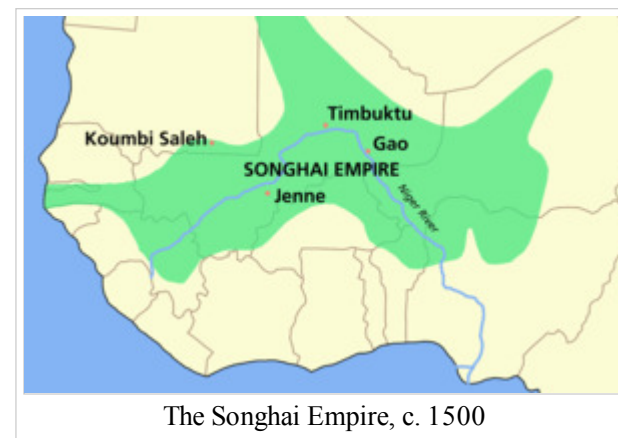 Timbuktu
Koumbi Saleh
Gao
SONGHAI EMPIRE
Jenne
Niger River
The Songhai Empire, c. 1500